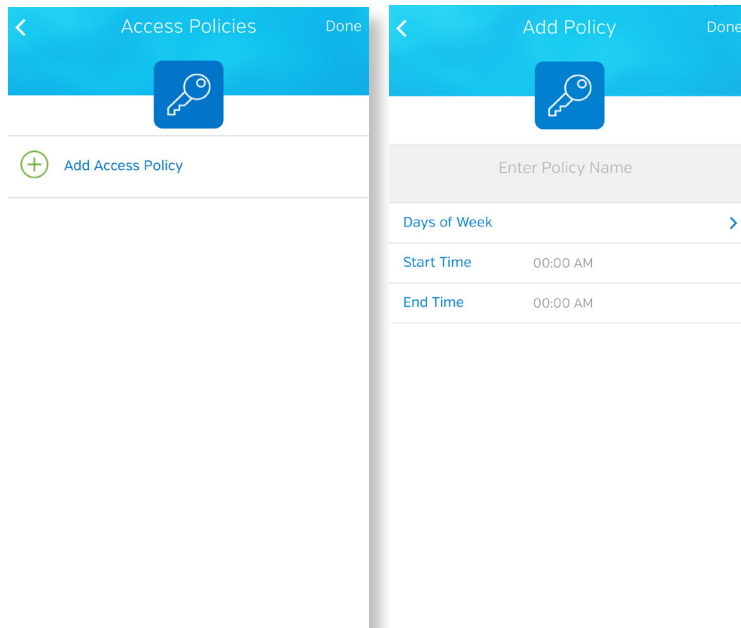 Access Policies Done
Add Access Policy
Add Policy Done
Enter Policy Name
Days of Week
Start Time 00:00 AM
End Time 00:00 AM